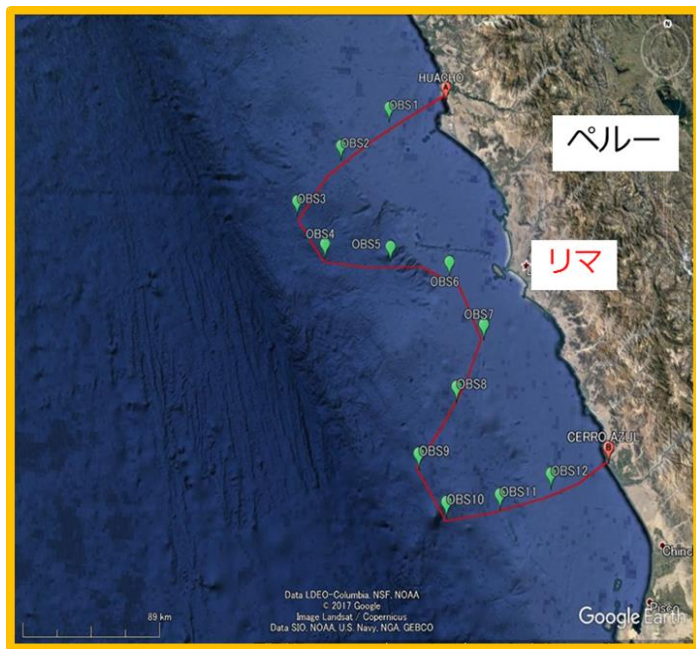 N
HUACHO
OBS1
ペルー
OBS2
OBS3
OBS4
OBS5
リマ
OBS6
OBS7
OBS8
CERRO AZUL
OBS9
OBS12
OBS11
OBS10
Data LDEO-Columbia, NSF, NOAA
© 2017 Google
Image Landsat / Copernicus
Data SIO, NOAA, U.S. Navy, NGA, GEBCO
89 km
Google Earth
Pisco